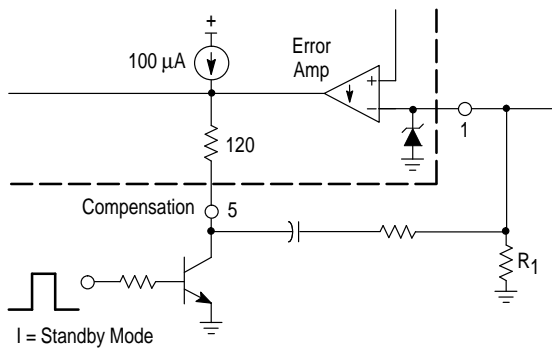 +
100 µA
Error
Amp
+
−
1
120
Compensation
5
R1
I = Standby Mode